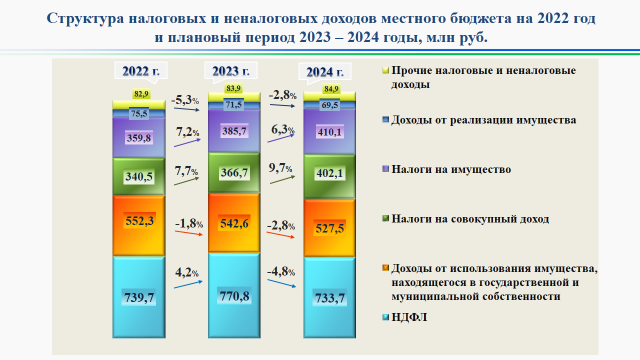 Структура налоговых и неналоговых доходов местного бюджета на 2022 год
и плановый период 2023 – 2024 годы, млн руб.
2022 г.
2023 г.
2024 г.
82,9
83,9
84,9
-5,3%
-2,8%
75,5
71,5
69,5
359,8
7,2%
385,7
6,3%
410,1
340,5
7,7%
366,7
9,7%
402,1
552,3
-1,8%
542,6
-2,8%
527,5
739,7
4,2%
770,8
-4,8%
733,7
Прочие налоговые и неналоговые
доходы
Доходы от реализации имущества
Налоги на имущество
Налоги на совокупный доход
Доходы от использования имущества,
находящегося в государственной и
муниципальной собственности
НДФЛ